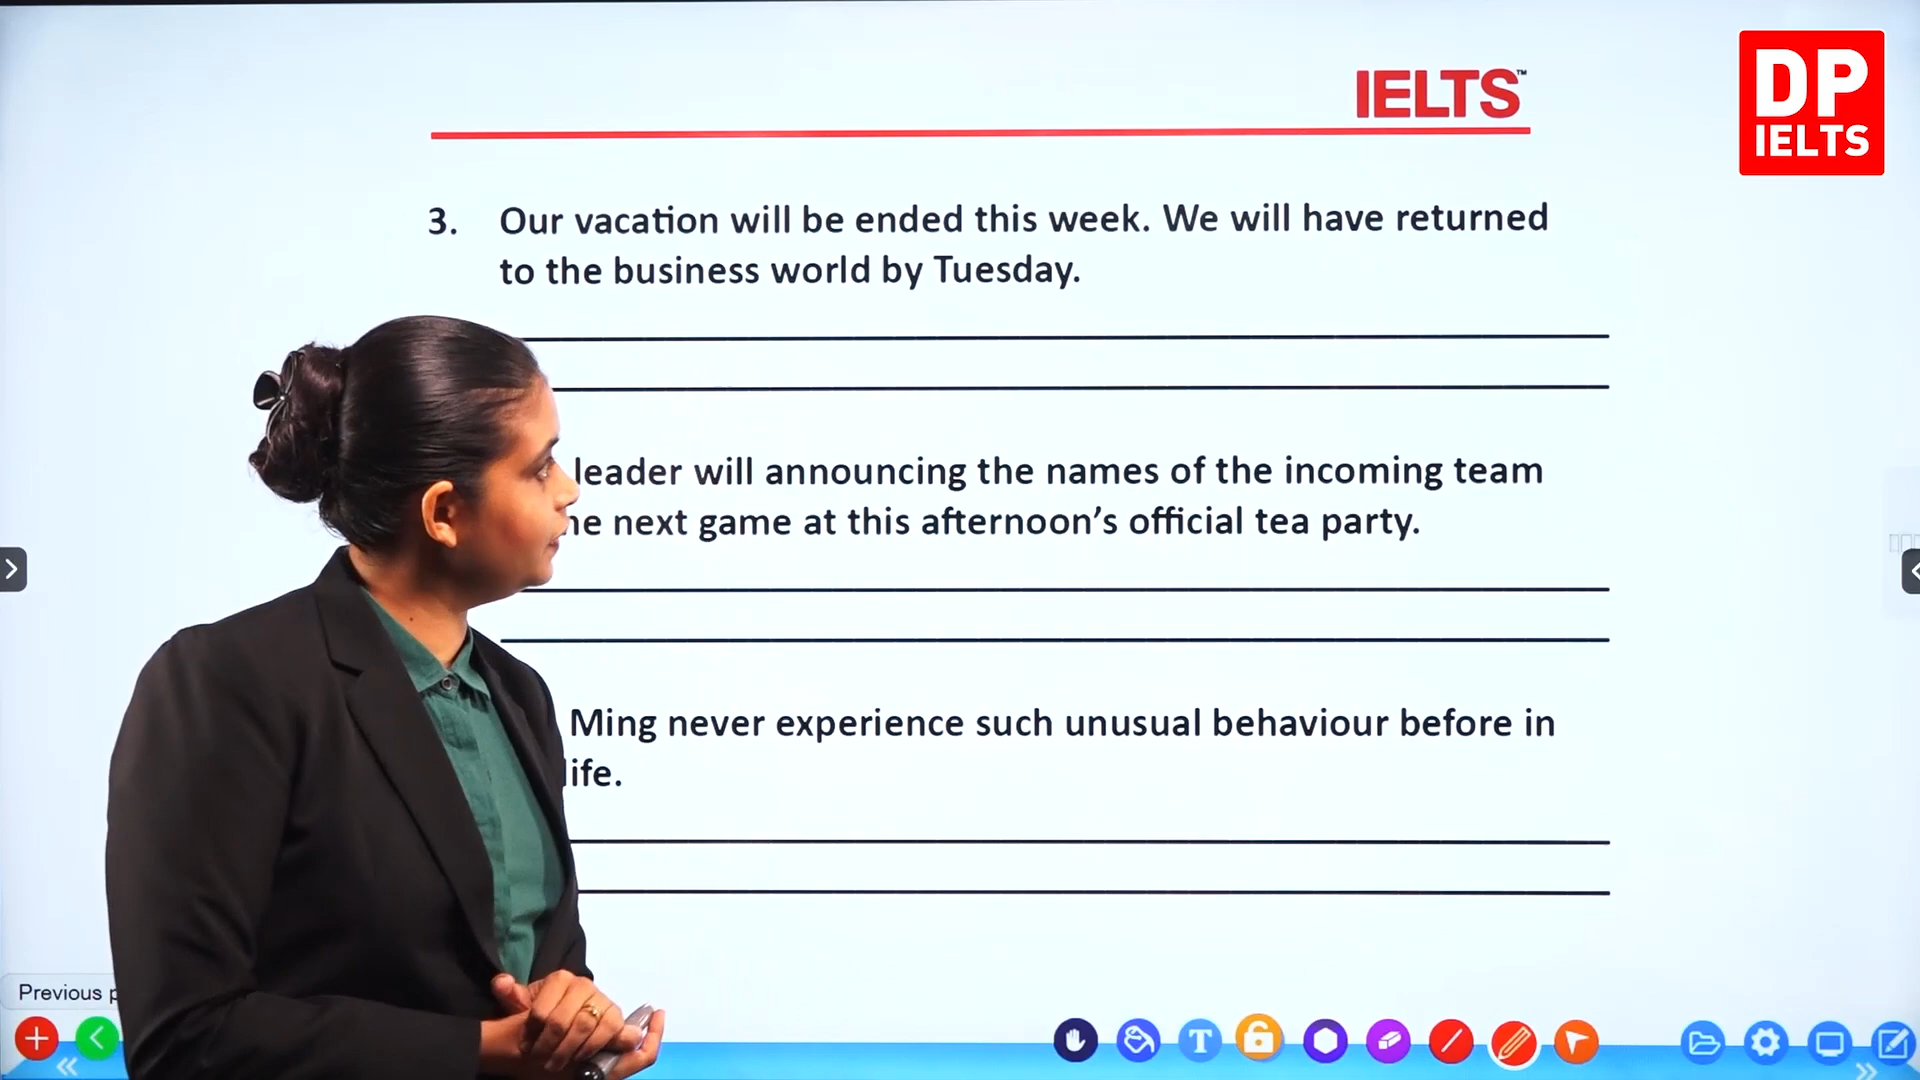 IELTS™
DP
IELTS
3. Our vacation will be ended this week. We will have returned
to the business world by Tuesday.
leader will announcing the names of the incoming team
next game at this afternoon's official tea party.
Ming never experience such unusual behaviour before in
life.
Previous
T